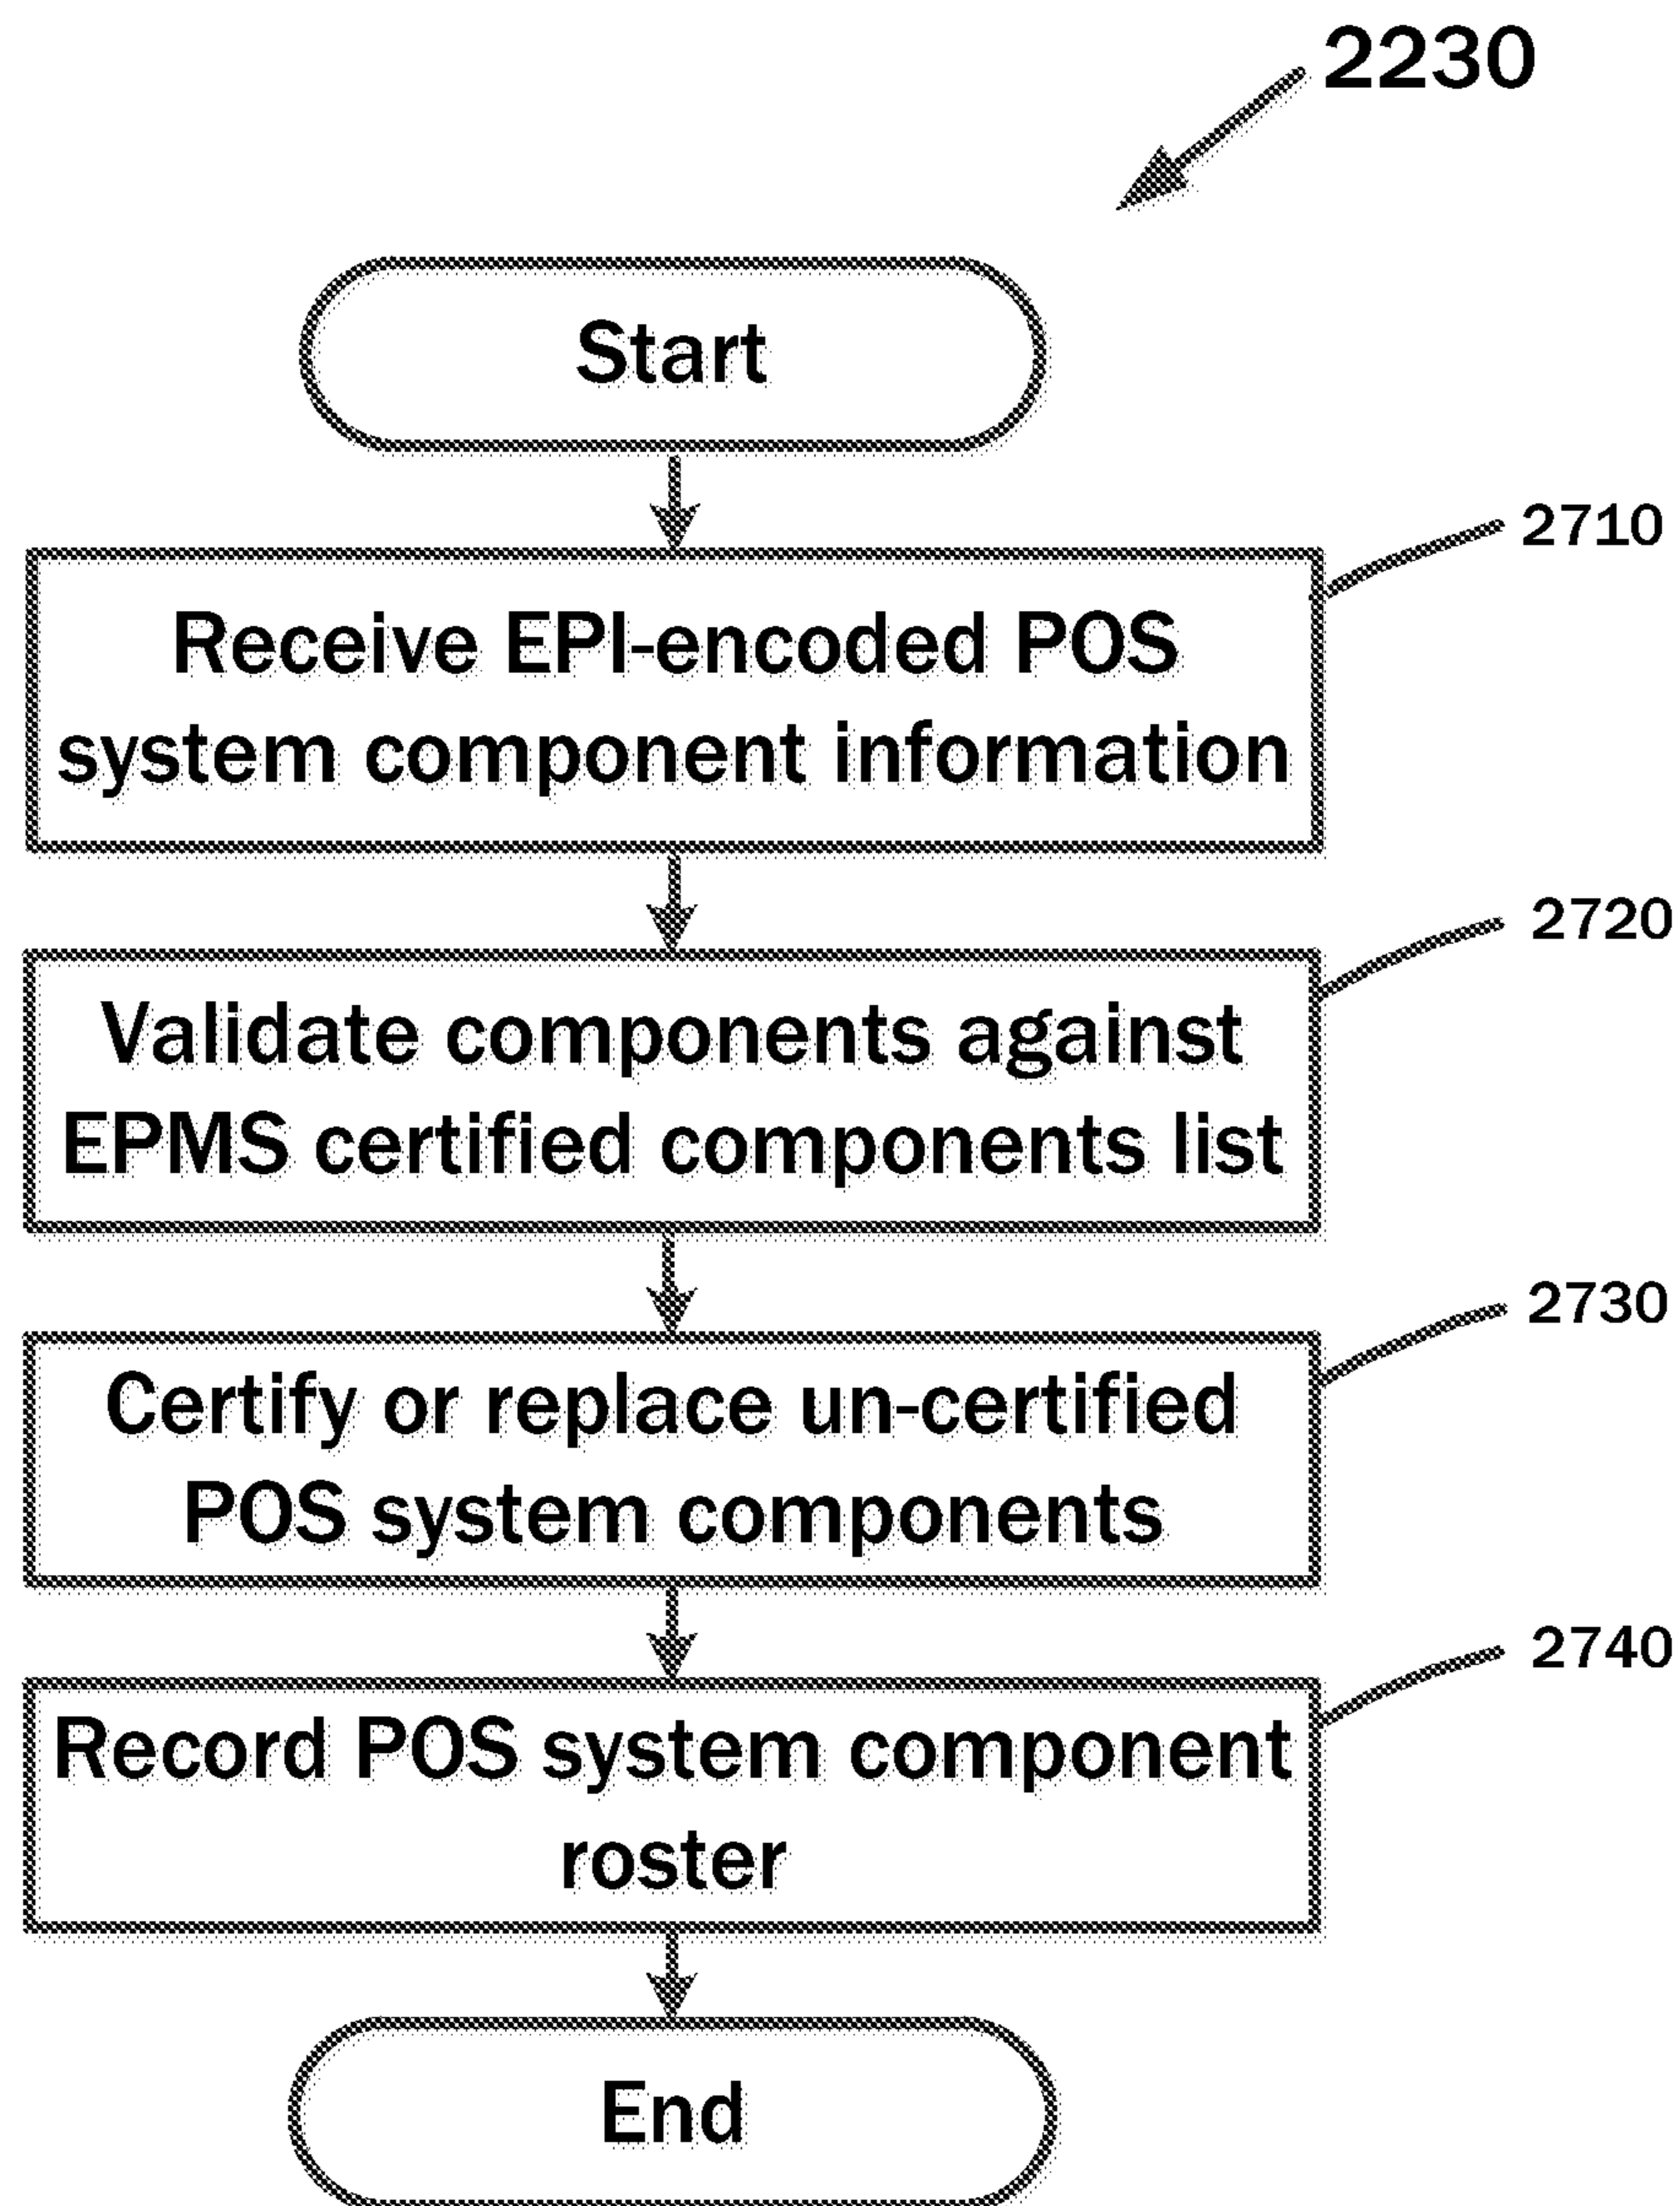 2230
Start
2710
Receive EPI-encoded POS
system component information
2720
Validate components against
EPMS certified components list
2730
Certify or replace un-certified
POS system components
2740
Record POS system component
roster
End